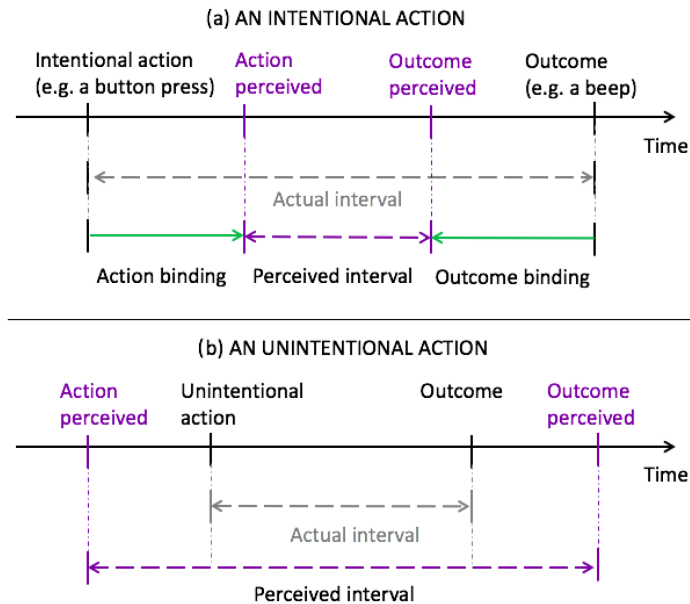 (a) AN INTENTIONAL ACTION
Intentional action
(e.g. a button press)
Action
perceived
Outcome
perceived
Outcome
(e.g. a beep)
Time
Actual interval
Action binding
Perceived interval
Outcome binding
(b) AN UNINTENTIONAL ACTION
Action
perceived
Unintentional
action
Outcome
Outcome
perceived
Time
Actual interval
Perceived interval